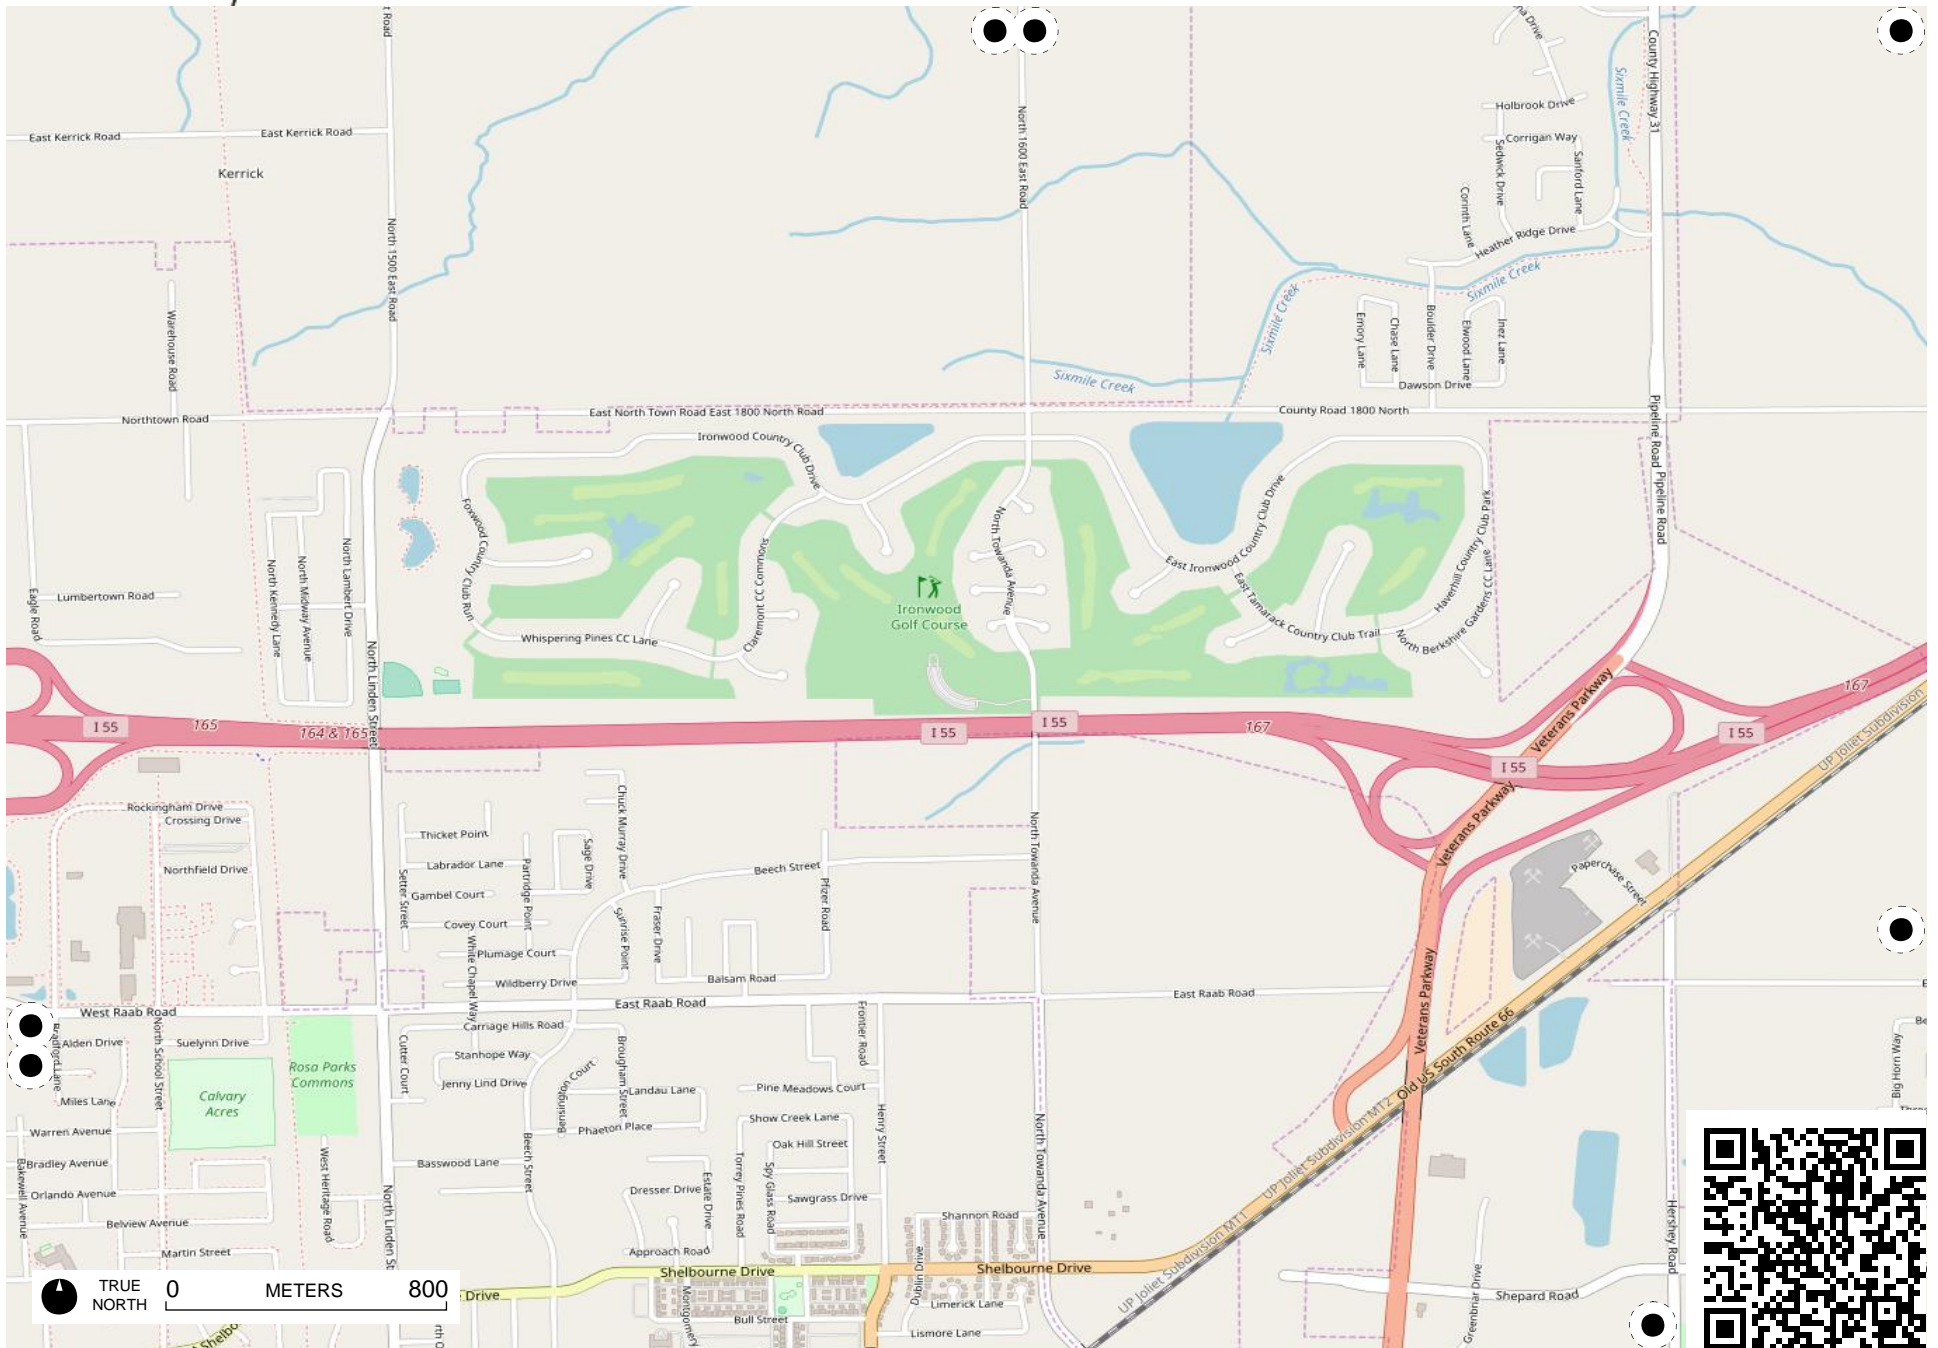 County Highway 31
Sixmile Creek
Holbrook Drive
Corrigan Way
Sedwick Drive
Sanford Lane
Corinth Lane
Heather Ridge Drive
Sixmile Creek
East Kerrick Road
East Kerrick Road
Kerrick
North 1500 East Road
North 1600 East Road
Warehouse Road
Sixmile Creek
Sixmile Creek
Emory Lane
Chase Lane
Boulder Drive
Elwood Lane
Inez Lane
Dawson Drive
Northtown Road
East North Town Road East 1800 North Road
County Road 1800 North
Pipeline Road
Pipeline Road
Ironwood Country Club Drive
Foxwood Country Club Run
Claremont CC Commons
Whispering Pines CC Lane
North Towanda Avenue
East Ironwood Country Club Drive
East Tamarack Country Club Trail
Haverhill Country Club Park
North Berkshire Gardens CC Lane
Ironwood
Golf Course
Eagle Road
Lumbertown Road
North Kennedy Lane
North Midway Avenue
North Lambert Drive
North Linden Street
I 55
165
164 & 165
I 55
I 55
167
I 55
I 55
167
Veterans Parkway
Veterans Parkway
Veterans Parkway
UP Joliet Subdivision
Rockingham Drive
Crossing Drive
Northfield Drive
Thicket Point
Labrador Lane
Gambel Court
Covey Court
Plumage Court
Wildberry Drive
Setter Street
Partridge Point
White Chapel Way
Sage Drive
Chuck Murray Drive
Sunrise Point
Fraser Drive
Beech Street
Pfizer Road
Balsam Road
North Towanda Avenue
Paperchase Street
West Raab Road
East Raab Road
East Raab Road
Old US South Route 66
Bradford Lane
Alden Drive
Suelynn Drive
North School Street
Miles Lane
Warren Avenue
Bradley Avenue
Orlando Avenue
Belview Avenue
Martin Street
Bakewell Avenue
Calvary
Acres
Rosa Parks
Commons
West Heritage Road
Cutter Court
Carriage Hills Road
Stanhope Way
Jenny Lind Drive
Bensington Court
Brougham Street
Landau Lane
Phaeton Place
Basswood Lane
Beech Street
North Linden St
Frontier Road
Pine Meadows Court
Show Creek Lane
Oak Hill Street
Sawgrass Drive
Henry Street
Torrey Pines Road
Spy Glass Road
Dresser Drive
Estate Drive
Approach Road
Shelbourne Drive
Shelbourne Drive
Drive
Montgomery
Bull Street
Shannon Road
Dublin Drive
Limerick Lane
Lismore Lane
North Towanda Avenue
UP Joliet Subdivision MT1
UP Joliet Subdivision MT2
Big Horn Way
Hershey Road
Greenbriar Drive
Shepard Road
TRUE
NORTH
0 METERS 800